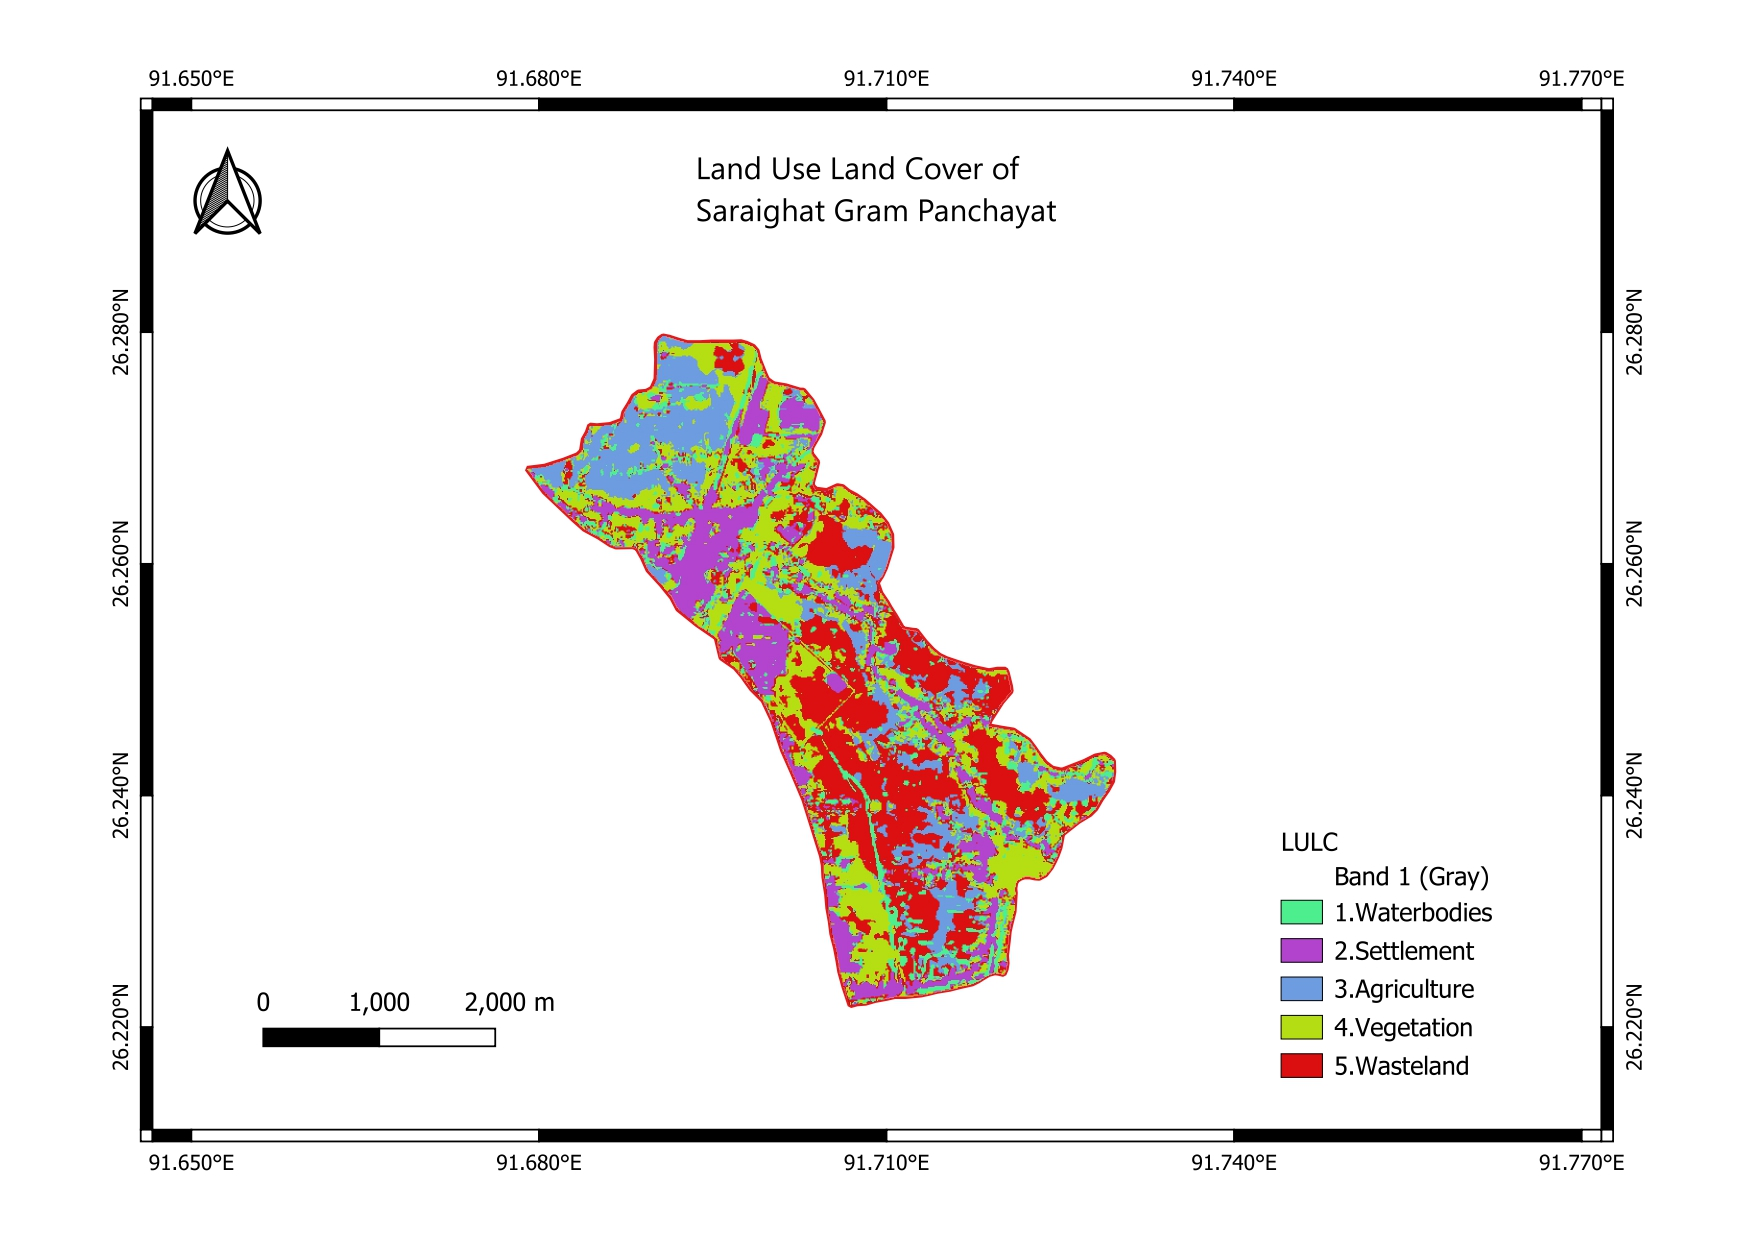 91.650°E 91.680°E 91.710°E 91.740°E 91.770°E
Land Use Land Cover of
Saraighat Gram Panchayat
26.280°N 26.280°N
26.260°N 26.260°N
26.240°N 26.240°N
LULC
Band 1 (Gray)
1.Waterbodies
2.Settlement
3.Agriculture
4.Vegetation
5.Wasteland
0 1,000 2,000 m
26.220°N 26.220°N
91.650°E 91.680°E 91.710°E 91.740°E 91.770°E